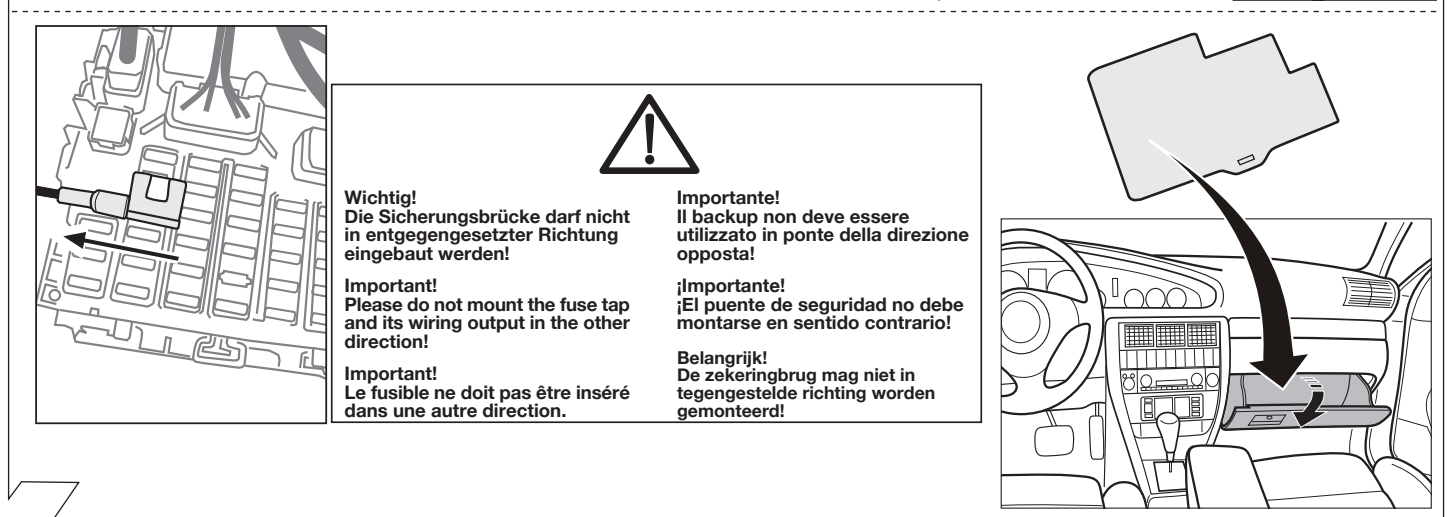 Wichtig!
Die Sicherungsbrücke darf nicht
in entgegengesetzter Richtung
eingebaut werden!
Important!
Please do not mount the fuse tap
and its wiring output in the other
direction!
Important!
Le fusible ne doit pas être inséré
dans une autre direction.
Importante!
Il backup non deve essere
utilizzato in ponte della direzione
opposta!
¡Importante!
¡El puente de seguridad no debe
montarse en sentido contrario!
Belangrijk!
De zekeringbrug mag niet in
tegengestelde richting worden
gemonteerd!